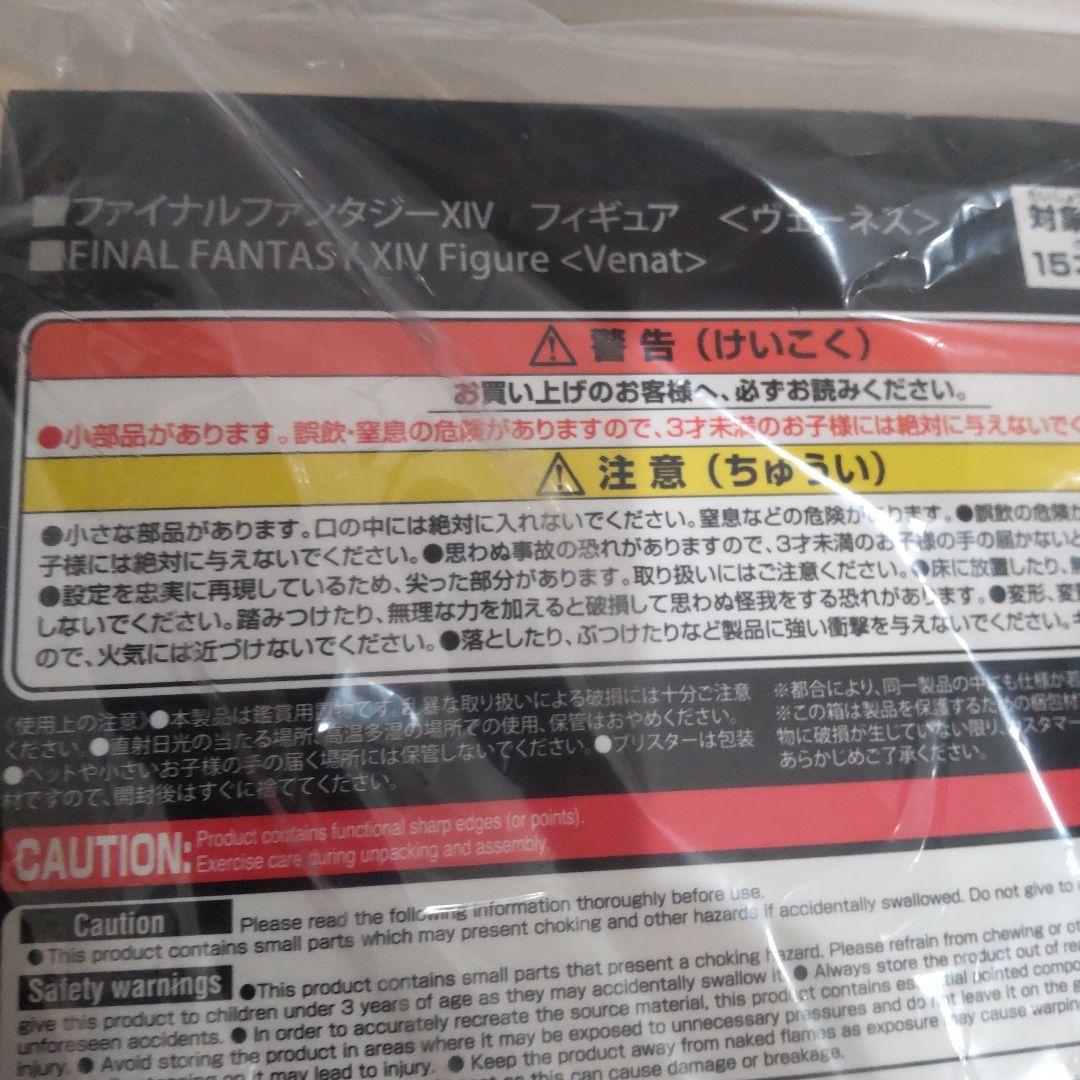 ■ファイナルファンタジーXIV フィギュア <ヴェーネス>
■FINAL FANTASY XIV Figure <Venat>
対象
15才
⚠警告(けいこく)
お買い上げのお客様へ、必ずお読みください。
●小部品があります。誤飲・窒息の危険がありますので、3才未満のお子様には絶対に与えないで
⚠注意(ちゅうい)
●小さな部品があります。口の中には絶対に入れないでください。窒息などの危険があります。●誤飲の危険が
子様には絶対に与えないでください。●思わぬ事故の恐れがありますので、3才未満のお子様の手の届かないと
●設定を忠実に再現しているため、尖った部分があります。取り扱いにはご注意ください。●床に放置したり、無
しないでください。踏みつけたり、無理な力を加えると破損して思わぬ怪我をする恐れがあります。●変形、変
ので、火気には近づけないでください。●落としたり、ぶつけたりなど製品に強い衝撃を与えないでください。
〈使用上の注意〉●本製品は鑑賞用置物です。乱暴な取り扱いによる破損には十分ご注意
ください。●直射日光の当たる場所、高温多湿の場所での使用、保管はおやめください。
●ペットや小さいお子様の手の届く場所には保管しないでください。●ブリスターは包装
材ですので、開封後はすぐに捨ててください。
※都合により、同一製品の中でも仕様が
※この箱は製品を保護するための梱包材
物に破損が生じていない限り、カスタマー
あらかじめご了承ください。
CAUTION: Product contains functional sharp edges (or points).
Exercise care during unpacking and assembly.
Caution Please read the following information thoroughly before use.
●This product contains small parts which may present choking and other hazards if accidentally swallowed. Do not give to
Safety warnings ●This product contains small parts that present a choking hazard. Please refrain from chewing or
give this product to children under 3 years of age as they may accidentally swallow it. ●Always store the product out of
unforeseen accidents. ●In order to accurately recreate the source material, this product contains essential pointed
injury. ●Avoid storing the product in areas where it may be exposed to unnecessary pressures and do not leave it on the
it may lead to injury. ●Keep the product away from naked flames as exposure may cause
as this can cause damage or breakage.